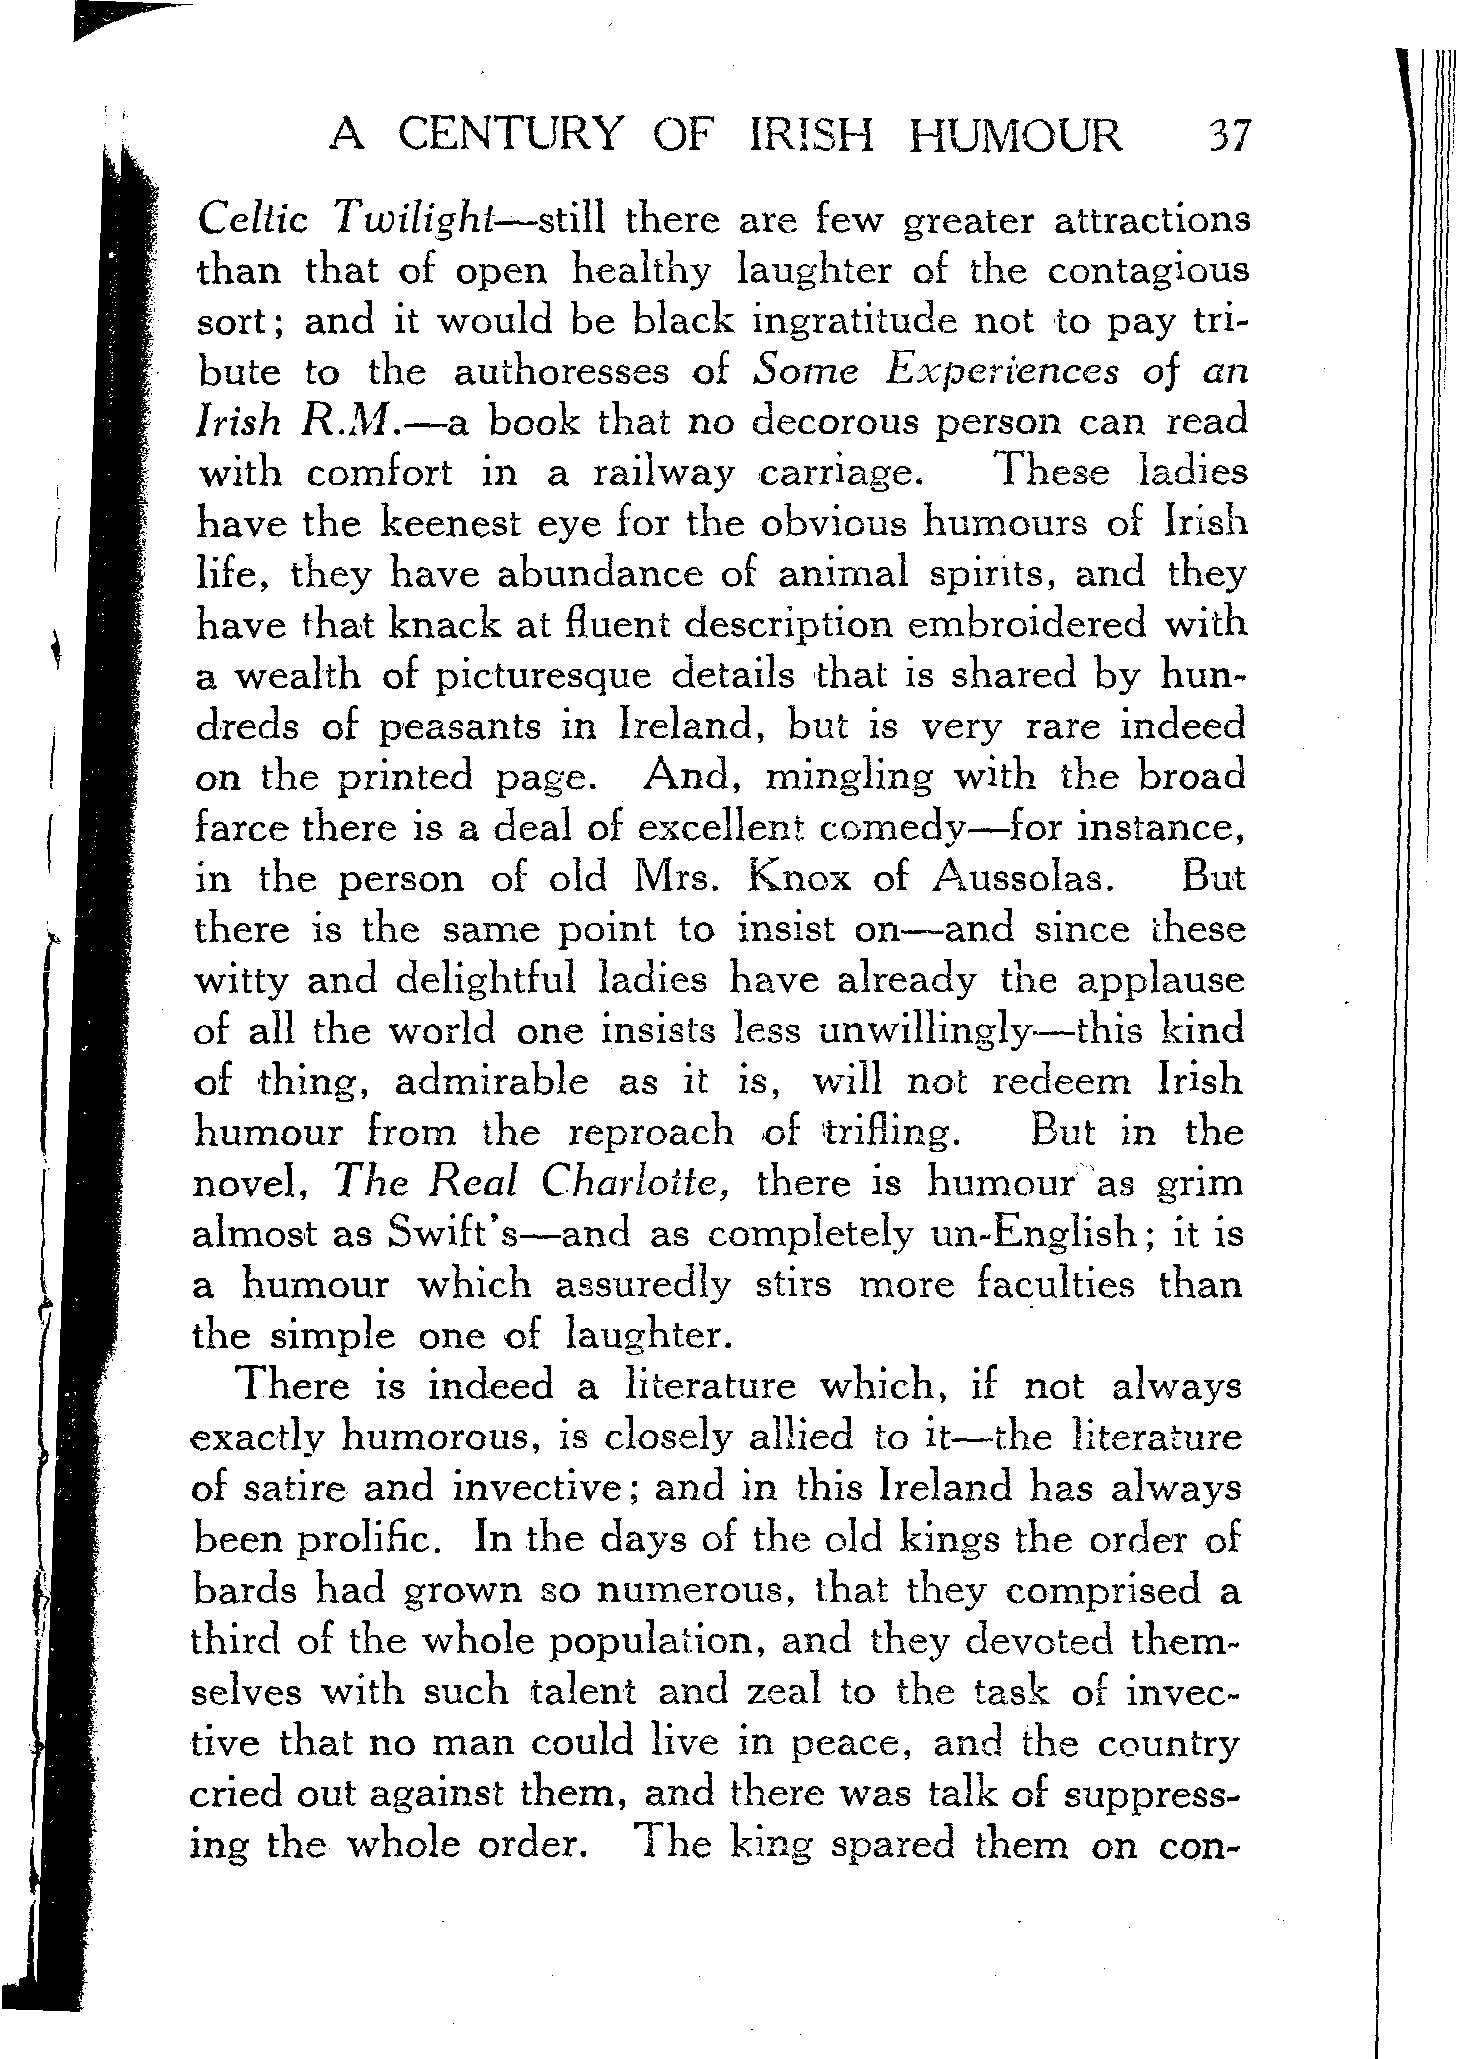 A CENTURY OF IRISH HUMOUR 37
Celtic Twilight—still there are few greater attractions
than that of open healthy laughter of the contagious
sort; and it would be black ingratitude not to pay tri-
bute to the authoresses of Some Experiences of an
Irish R.M.—a book that no decorous person can read
with comfort in a railway carriage. These ladies
have the keenest eye for the obvious humours of Irish
life, they have abundance of animal spirits, and they
have that knack at fluent description embroidered with
a wealth of picturesque details that is shared by hun-
dreds of peasants in Ireland, but is very rare indeed
on the printed page. And, mingling with the broad
farce there is a deal of excellent comedy—for instance,
in the person of old Mrs. Knox of Aussolas. But
there is the same point to insist on—and since these
witty and delightful ladies have already the applause
of all the world one insists less unwillingly—this kind
of thing, admirable as it is, will not redeem Irish
humour from the reproach of trifling. But in the
novel, The Real Charlotte, there is humour as grim
almost as Swift's—and as completely un-English; it is
a humour which assuredly stirs more faculties than
the simple one of laughter.
There is indeed a literature which, if not always
exactly humorous, is closely allied to it—the literature
of satire and invective; and in this Ireland has always
been prolific. In the days of the old kings the order of
bards had grown so numerous, that they comprised a
third of the whole population, and they devoted them-
selves with such talent and zeal to the task of invec-
tive that no man could live in peace, and the country
cried out against them, and there was talk of suppress-
ing the whole order. The king spared them on con-